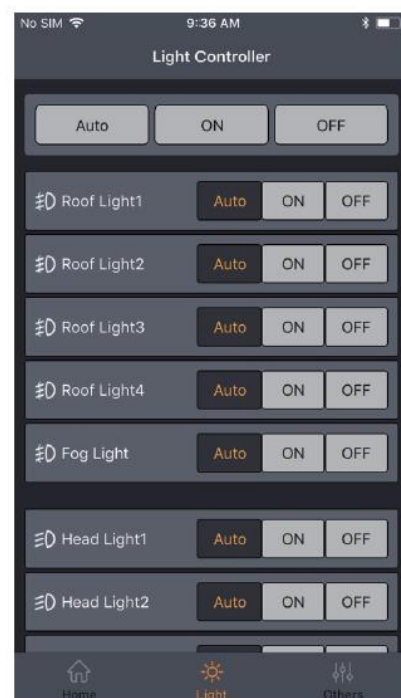 No SIM 9:36 AM
Light Controller
Auto ON OFF
Roof Light1 Auto ON OFF
Roof Light2 Auto ON OFF
Roof Light3 Auto ON OFF
Roof Light4 Auto ON OFF
Fog Light Auto ON OFF
Head Light1 Auto ON OFF
Head Light2 Auto ON OFF
Home Light Others